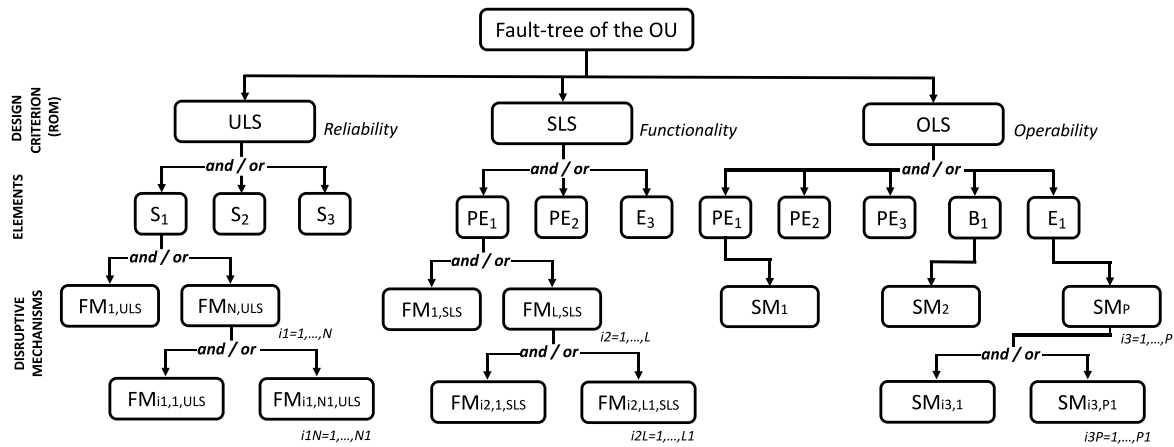 Fault-tree of the OU
DESIGN
CRITERION
(ROM)
ULS
Reliability
SLS
Functionality
OLS
Operability
and / or
and / or
and / or
ELEMENTS
S1
S2
S3
PE1
PE2
E3
PE1
PE2
PE3
B1
E1
and / or
and / or
DISRUPTIVE
MECHANISMS
FM1,ULS
FMN,ULS
FM1,SLS
FML,SLS
SM1
SM2
SMP
i1=1,...,N
i2=1,...,L
i3=1,...,P
and / or
and / or
and / or
FMi1,1,ULS
FMi1,N1,ULS
FMi2,1,SLS
FMi2,L1,SLS
SMi3,1
SMi3,P1
i1N=1,...,N1
i2L=1,...,L1
i3P=1,...,P1